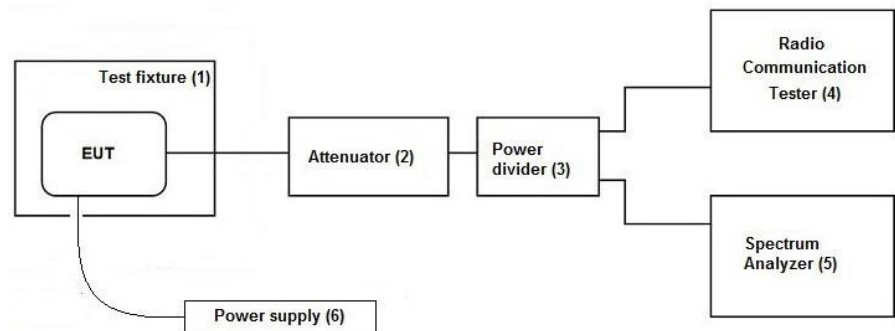 Test fixture (1)
EUT
Attenuator (2)
Power
divider (3)
Radio
Communication
Tester (4)
Spectrum
Analyzer (5)
Power supply (6)